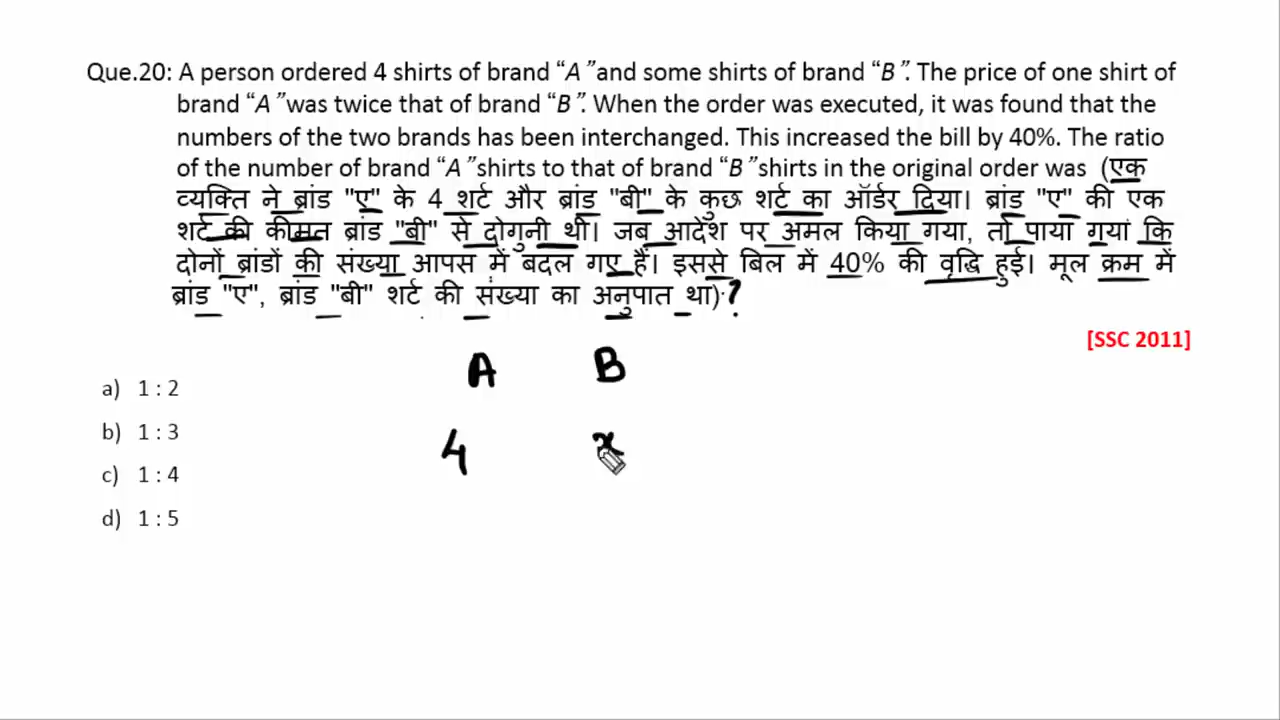 Que.20: A person ordered 4 shirts of brand “A” and some shirts of brand “B”. The price of one shirt of
brand “A” was twice that of brand “B”. When the order was executed, it was found that the
numbers of the two brands has been interchanged. This increased the bill by 40%. The ratio
of the number of brand “A” shirts to that of brand “B” shirts in the original order was (एक
व्यक्ति ने ब्रांड "ए" के 4 शर्ट और ब्रांड "बी" के कुछ शर्ट का ऑर्डर दिया। ब्रांड "ए" की एक
शर्ट की कीमत ब्रांड "बी" से दोगुनी थी। जब आदेश पर अमल किया गया, तो पाया गया कि
दोनों ब्रांडों की संख्या आपस में बदल गए हैं। इससे बिल में 40% की वृद्धि हुई। मूल क्रम में
ब्रांड "ए", ब्रांड "बी" शर्ट की संख्या का अनुपात था)?
[SSC 2011]
A B
a) 1 : 2
b) 1 : 3
4 x
c) 1 : 4
d) 1 : 5